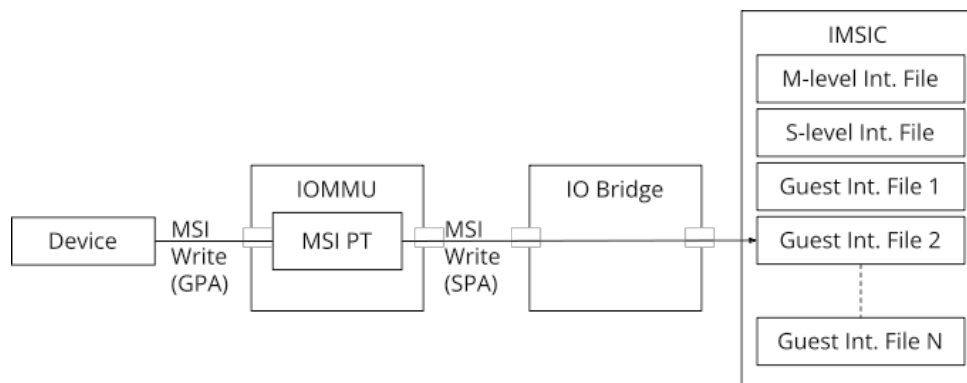 IMSIC
M-level Int. File
S-level Int. File
Guest Int. File 1
Guest Int. File 2
Guest Int. File N
IOMMU
MSI PT
IO Bridge
Device
MSI
Write
(GPA)
MSI
Write
(SPA)